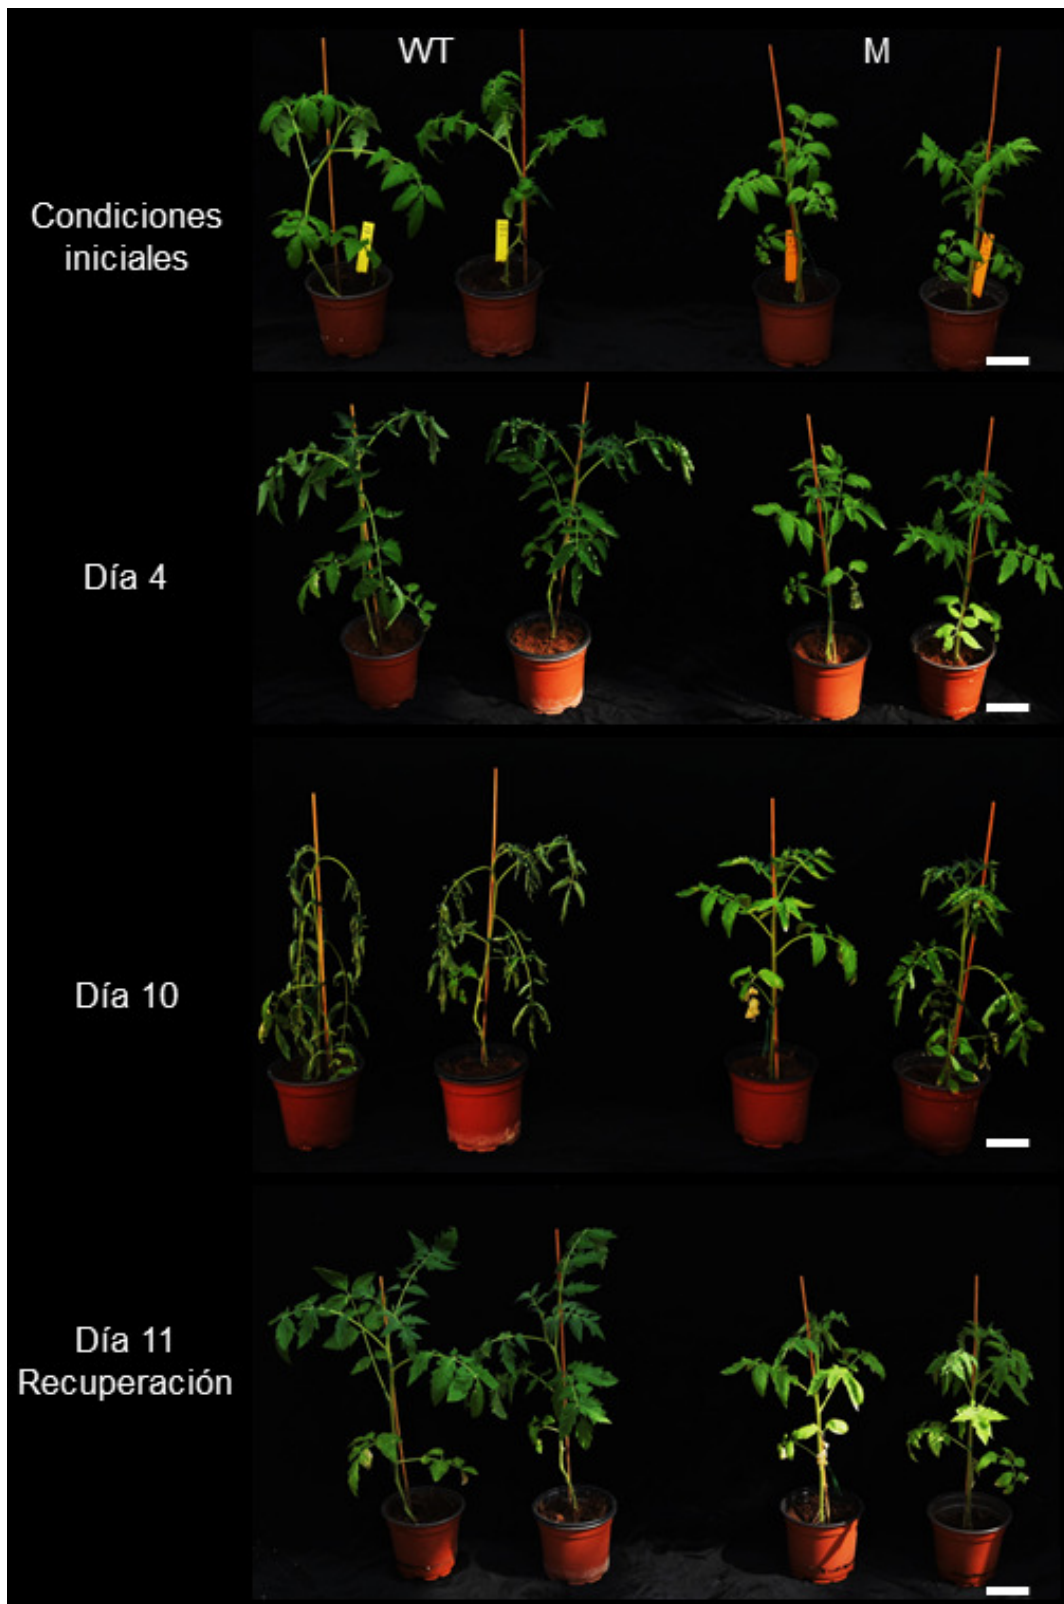 WT
M
Condiciones
iniciales
Día 4
Día 10
Día 11
Recuperación